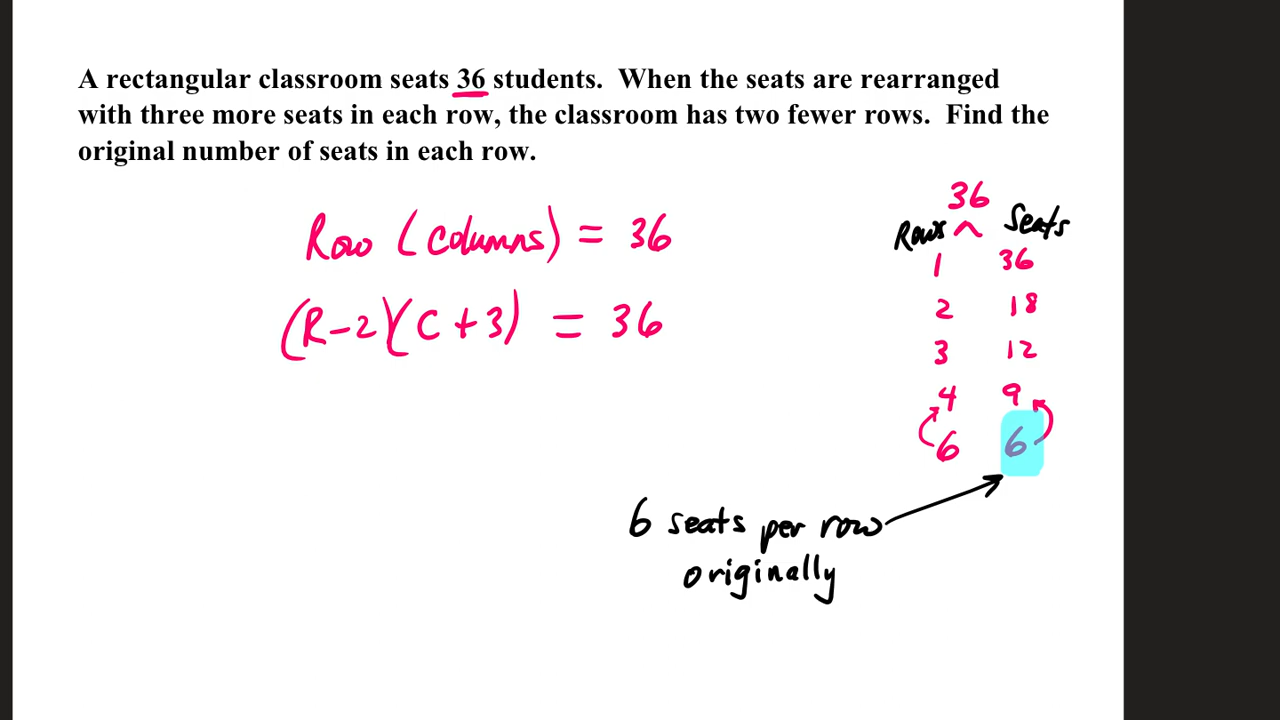 A rectangular classroom seats 36 students. When the seats are rearranged
with three more seats in each row, the classroom has two fewer rows. Find the
original number of seats in each row.
Row (Columns) = 36
(R-2)(C+3) = 36
36
Rows ^ Seats
1 36
2 18
3 12
4 9
6 6
6 seats per row
originally